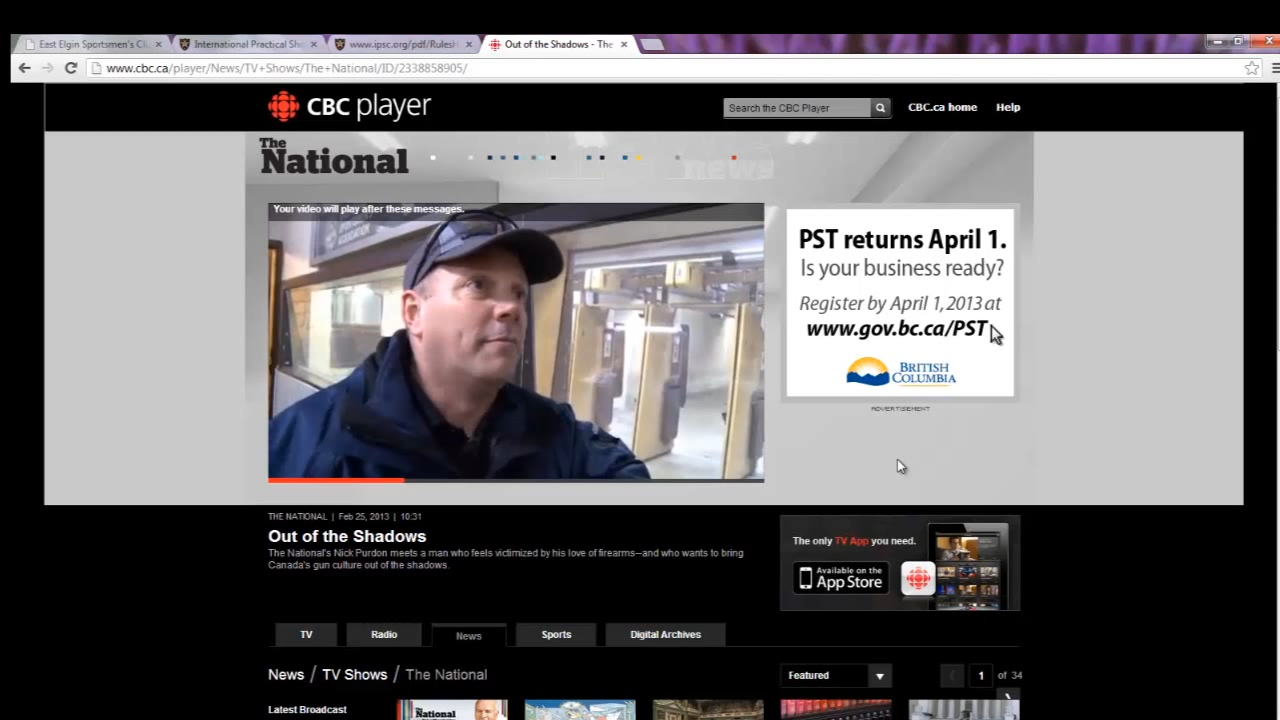 East Elgin Sportsmen's Cl
International Practical Sho
www.ipsc.org/pdf/Rules
Out of the Shadows - The
www.cbc.ca/player/News/TV+Shows/The+National/ID/2338858905/
CBC player
Search the CBC Player
CBC.ca home
Help
The
National
NEWS
Your video will play after these messages.
ASSOCIATION
PST returns April 1.
Is your business ready?
Register by April 1, 2013 at
www.gov.bc.ca/PST
BRITISH
COLUMBIA
ADVERTISEMENT
THE NATIONAL | Feb 25, 2013 | 10:31
Out of the Shadows
The National's Nick Purdon meets a man who feels victimized by his love of firearms—and who wants to bring
Canada's gun culture out of the shadows.
The only TV App you need.
Available on the
App Store
TV
Radio
News
Sports
Digital Archives
News / TV Shows / The National
Featured
1 of 34
Latest Broadcast
The
National